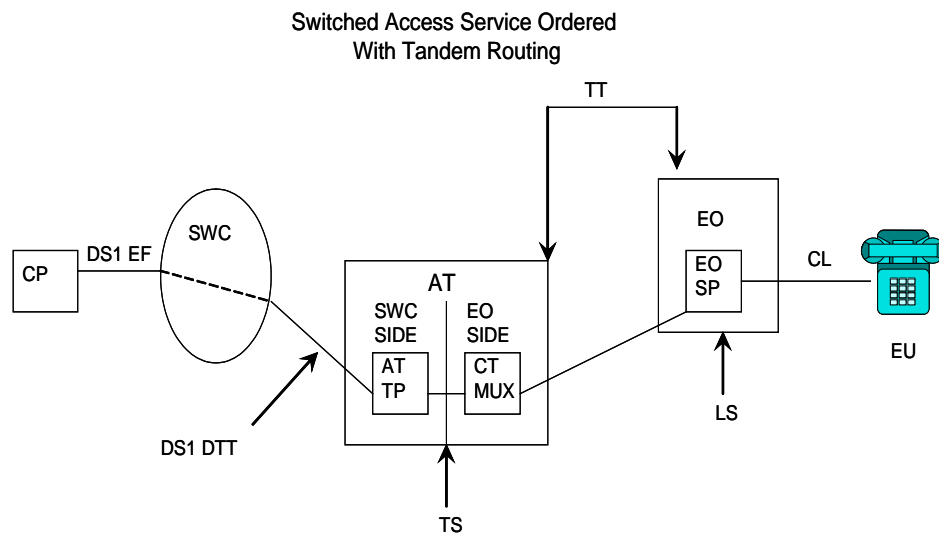 Switched Access Service Ordered
With Tandem Routing
TT
SWC
EO
DS1 EF
CP
EO
SP
CL
AT
SWC
SIDE
EO
SIDE
AT
TP
CT
MUX
EU
LS
DS1 DTT
TS